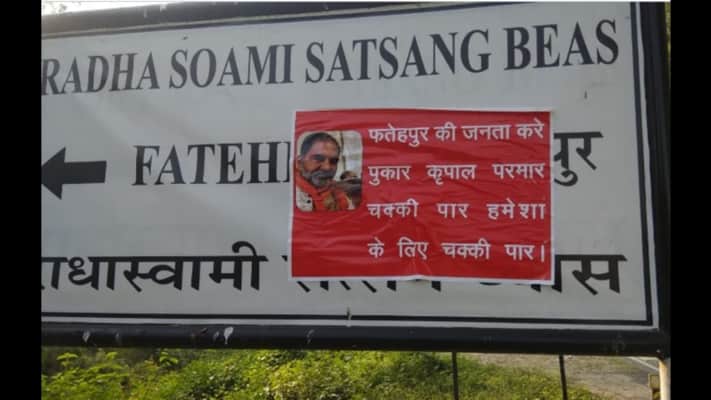 RADHA SOAMI SATSANG BEAS
फतेहपुर की जनता करे
पुकार कृपाल परमार
चक्की पार हमेशा
के लिए चक्की पार।
FATEH
पुर
राधास्वामी